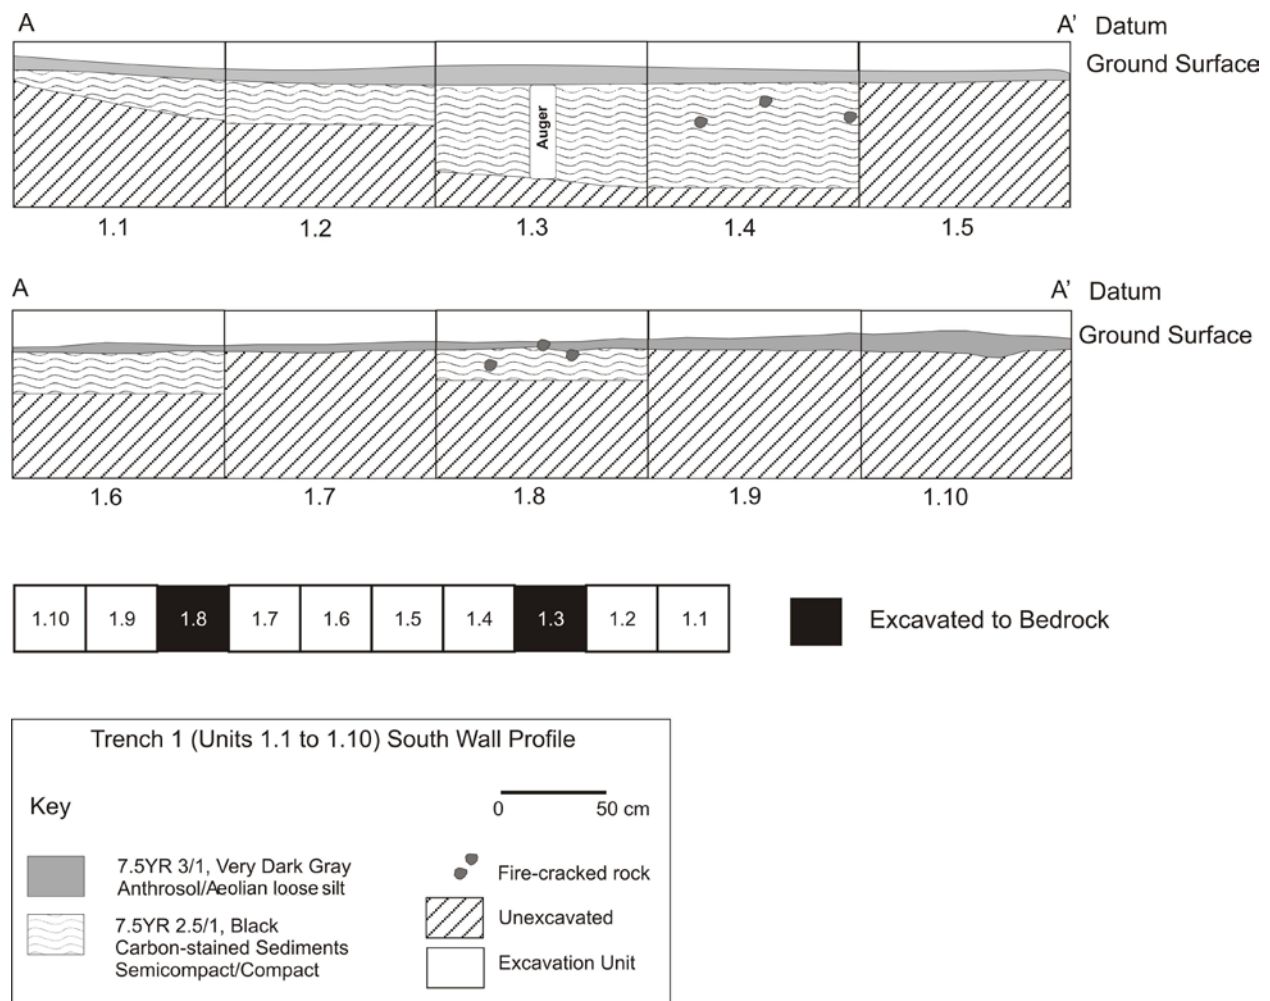 A
A' Datum
Ground Surface
Auger
1.1 1.2 1.3 1.4 1.5
A
A' Datum
Ground Surface
1.6 1.7 1.8 1.9 1.10
1.10 1.9 1.8 1.7 1.6 1.5 1.4 1.3 1.2 1.1
Excavated to Bedrock
Trench 1 (Units 1.1 to 1.10) South Wall Profile
Key
0 50 cm
7.5YR 3/1, Very Dark Gray
Anthrosol/Aeolian loose silt
7.5YR 2.5/1, Black
Carbon-stained Sediments
Semicompact/Compact
Fire-cracked rock
Unexcavated
Excavation Unit